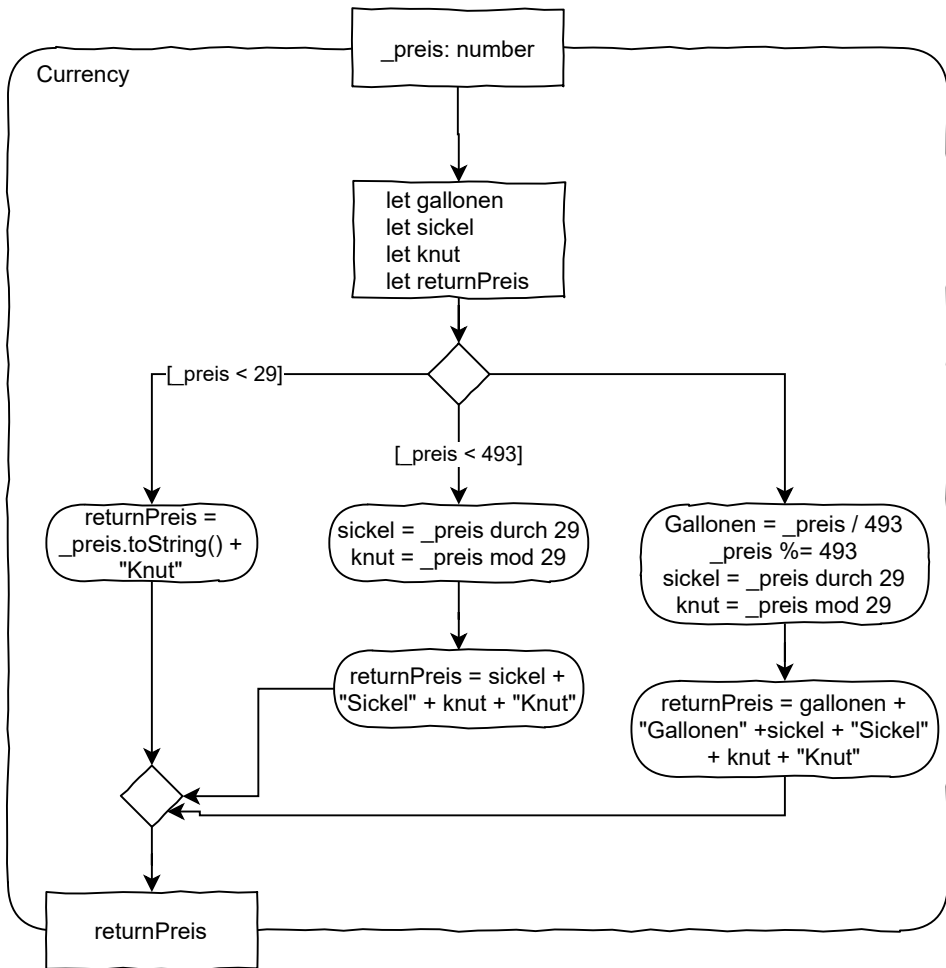 _preis: number
Currency
let gallonen
let sickel
let knut
let returnPreis
[_preis < 29]
[_preis < 493]
returnPreis =
_preis.toString() +
"Knut"
sickel = _preis durch 29
knut = _preis mod 29
Gallonen = _preis / 493
_preis %= 493
sickel = _preis durch 29
knut = _preis mod 29
returnPreis = sickel +
"Sickel" + knut + "Knut"
returnPreis = gallonen +
"Gallonen" +sickel + "Sickel"
+ knut + "Knut"
returnPreis